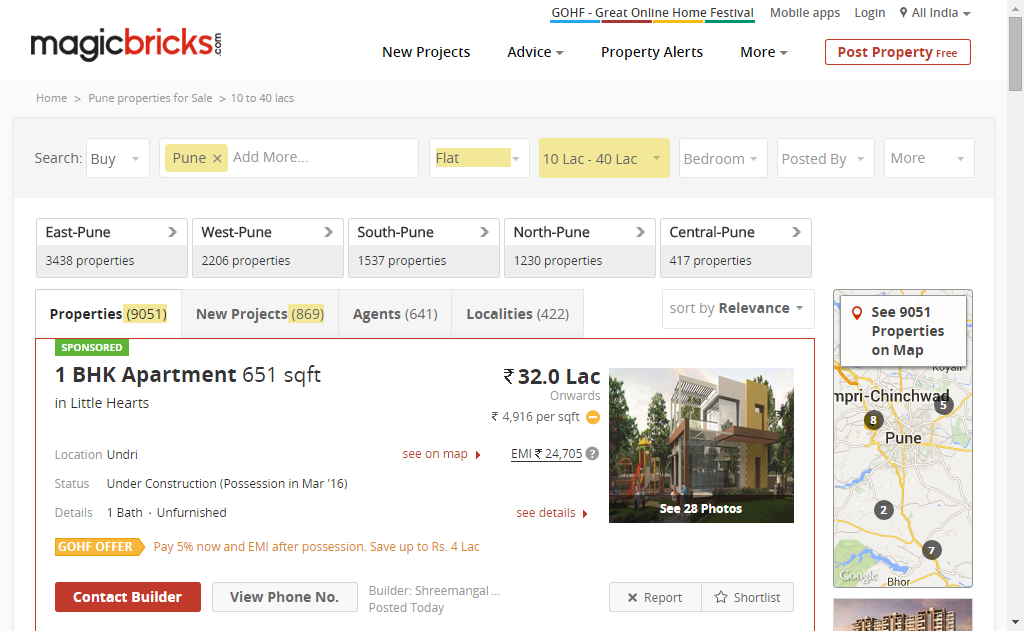 GOHF - Great Online Home Festival Mobile apps Login All India
magicbricks.com
New Projects Advice Property Alerts More Post Property Free
Home > Pune properties for Sale > 10 to 40 lacs
Search: Buy Pune × Add More... Flat 10 Lac - 40 Lac Bedroom Posted By More
East-Pune West-Pune South-Pune North-Pune Central-Pune
3438 properties 2206 properties 1537 properties 1230 properties 417 properties
Properties (9051) New Projects (869) Agents (641) Localities (422) sort by Relevance
SPONSORED
1 BHK Apartment 651 sqft
in Little Hearts
₹ 32.0 Lac
Onwards
₹ 4,916 per sqft
Location Undri see on map EMI ₹ 24,705 ?
Status Under Construction (Possession in Mar '16)
Details 1 Bath · Unfurnished see details
See 28 Photos
GOHF OFFER Pay 5% now and EMI after possession. Save up to Rs. 4 Lac
Contact Builder View Phone No. Builder: Shreemangal ...
Posted Today
× Report Shortlist
See 9051
Properties
on Map
mpri-Chinchwad
5
8
Pune
2
7
Google
Bhor